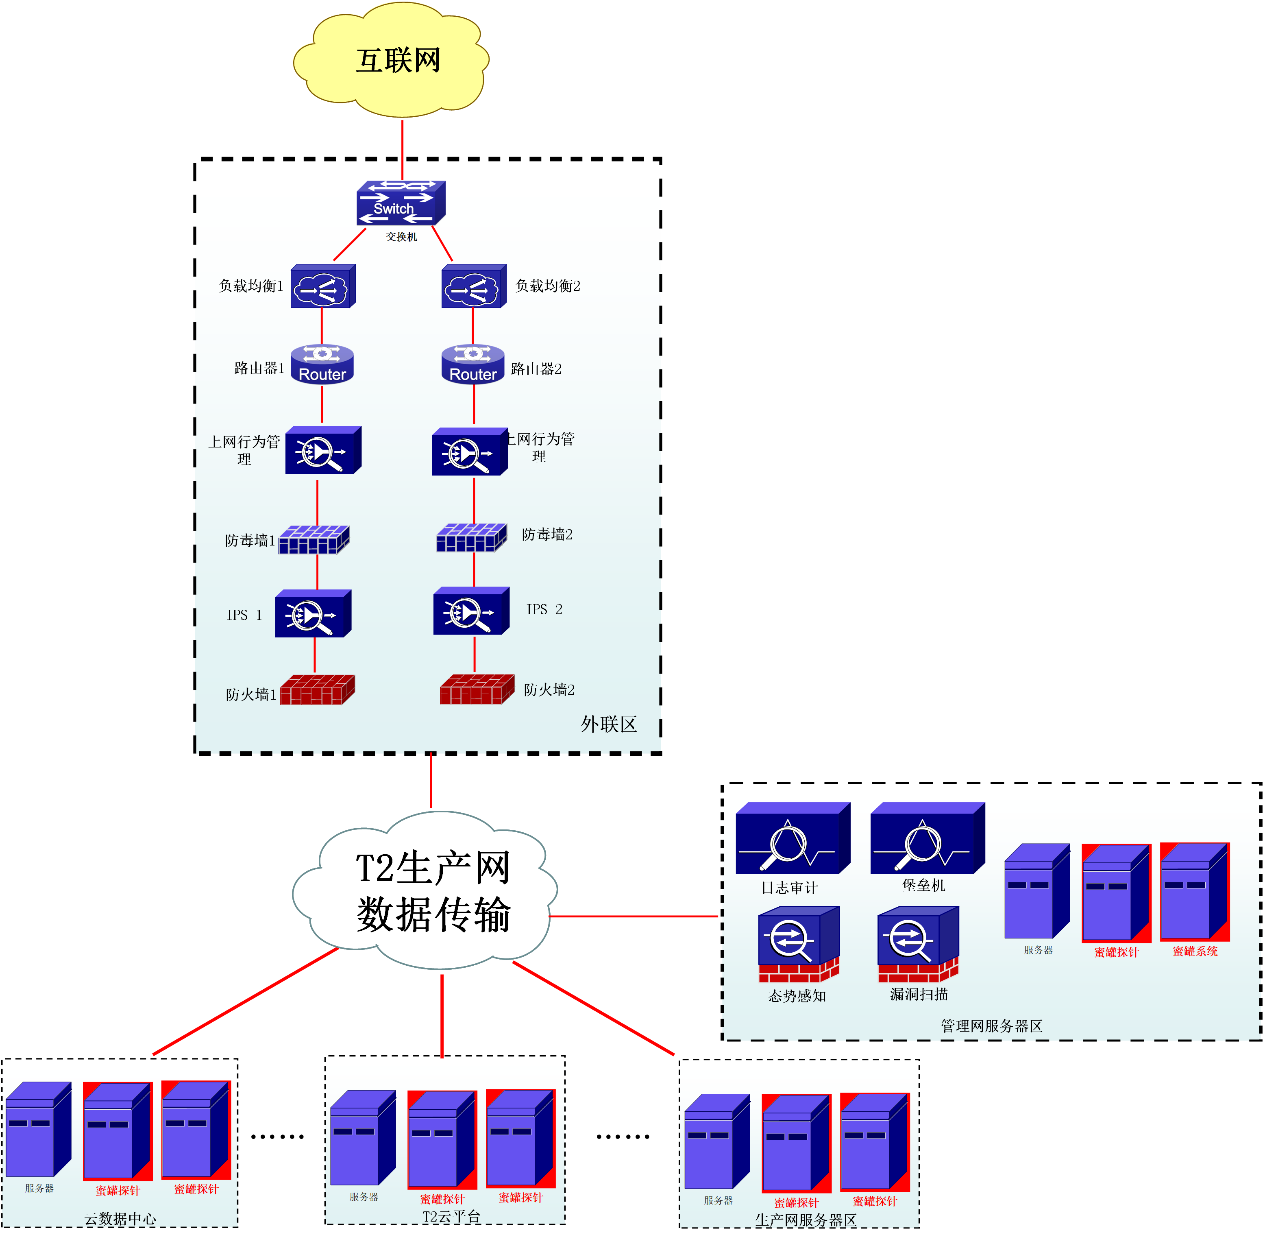 互联网
Switch
交换机
负载均衡1
负载均衡2
路由器1
Router
Router
路由器2
上网行为管
理
上网行为管
理
防毒墙1
防毒墙2
IPS 1
IPS 2
防火墙1
防火墙2
外联区
T2生产网
数据传输
日志审计
堡垒机
服务器
蜜罐探针
蜜罐系统
态势感知
漏洞扫描
管理网服务器区
服务器
蜜罐探针
蜜罐探针
云数据中心
……
服务器
蜜罐探针
蜜罐探针
T2云平台
……
服务器
蜜罐探针
蜜罐探针
生产网服务器区